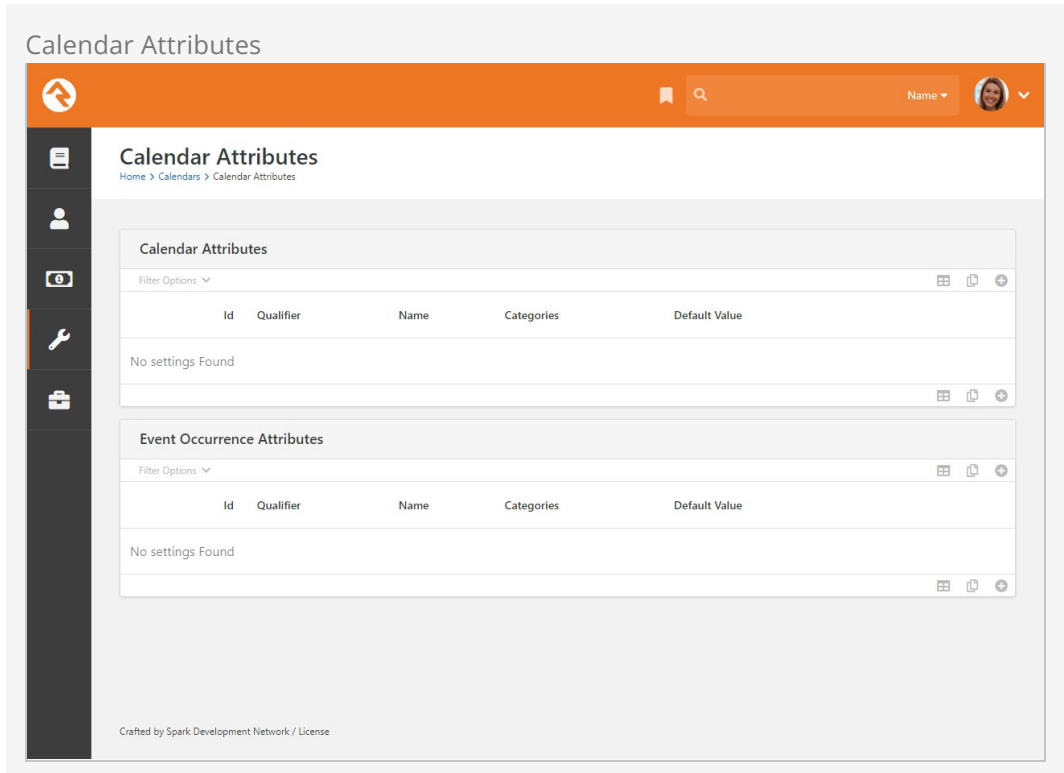 Calendar Attributes
Name
Calendar Attributes
Home > Calendars > Calendar Attributes
Calendar Attributes
Filter Options
Id Qualifier Name Categories Default Value
No settings Found
Event Occurrence Attributes
Filter Options
Id Qualifier Name Categories Default Value
No settings Found
Crafted by Spark Development Network / License